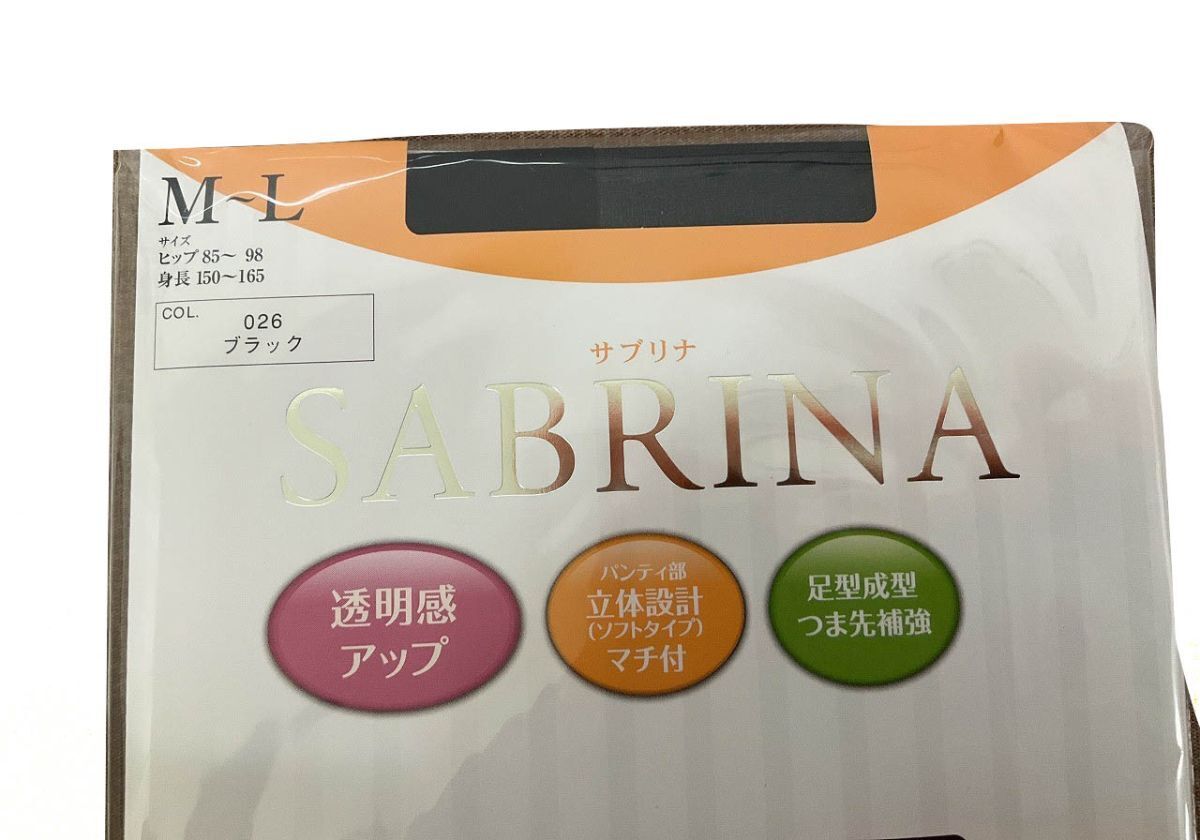 M~L
サイズ
ヒップ 85～ 98
身長 150～165
COL.
026
ブラック
サブリナ
SABRINA
透明感
アップ
パンティ部
立体設計
(ソフトタイプ)
マチ付
足型成型
つま先補強